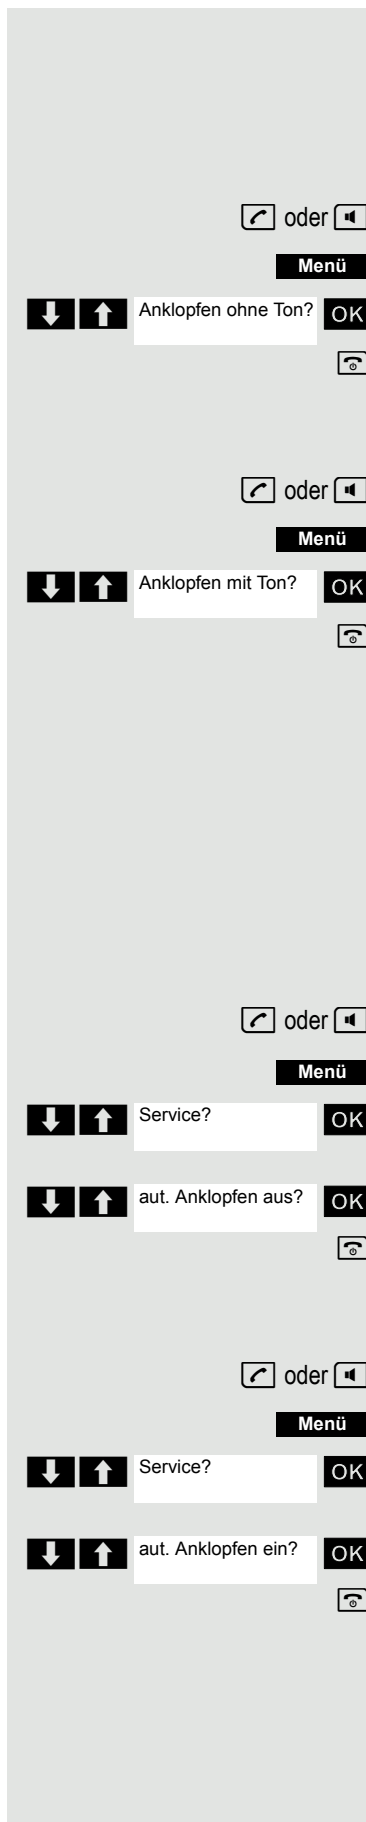 oder
Menü
Anklopfen ohne Ton? OK
oder
Menü
Anklopfen mit Ton? OK
oder
Menü
Service? OK
aut. Anklopfen aus? OK
oder
Menü
Service? OK
aut. Anklopfen ein? OK